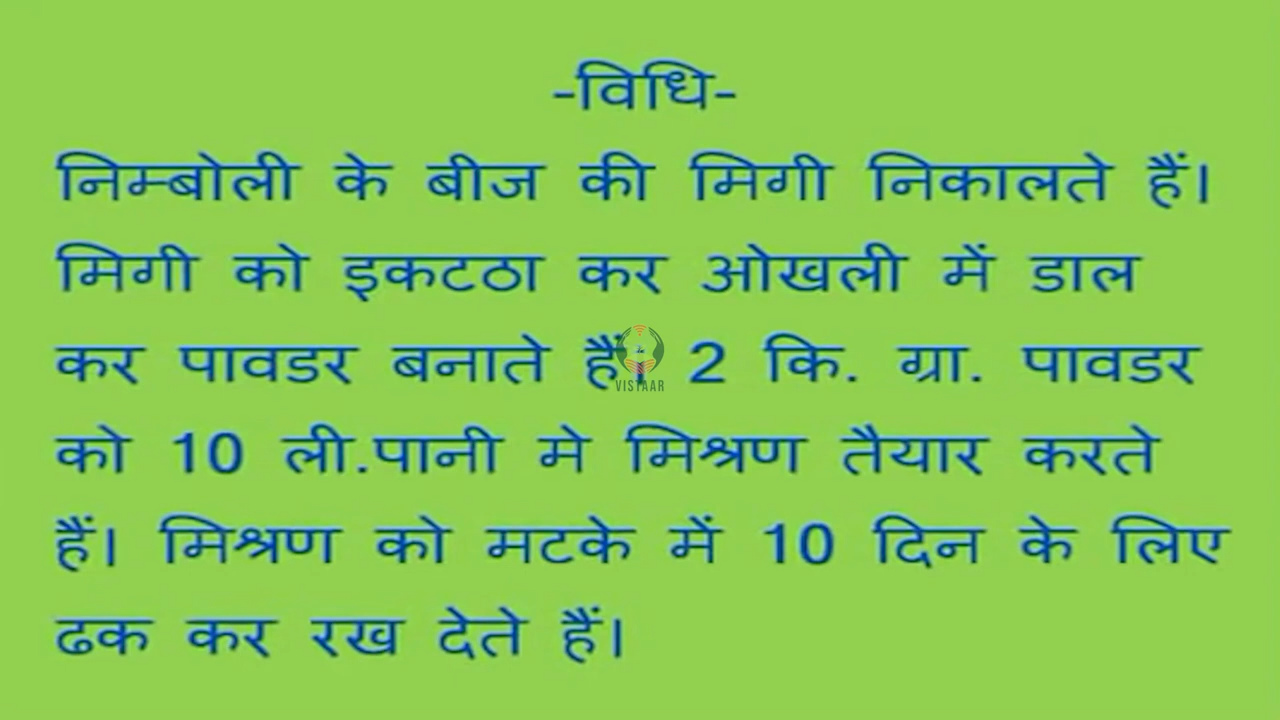 -विधि-
निम्बोली के बीज की मिगी निकालते हैं।
मिगी को इकटठा कर ओखली में डाल
कर पावडर बनाते हैं। 2 कि. ग्रा. पावडर
को 10 ली.पानी मे मिश्रण तैयार करते
हैं। मिश्रण को मटके में 10 दिन के लिए
ढक कर रख देते हैं।
VISTAAR